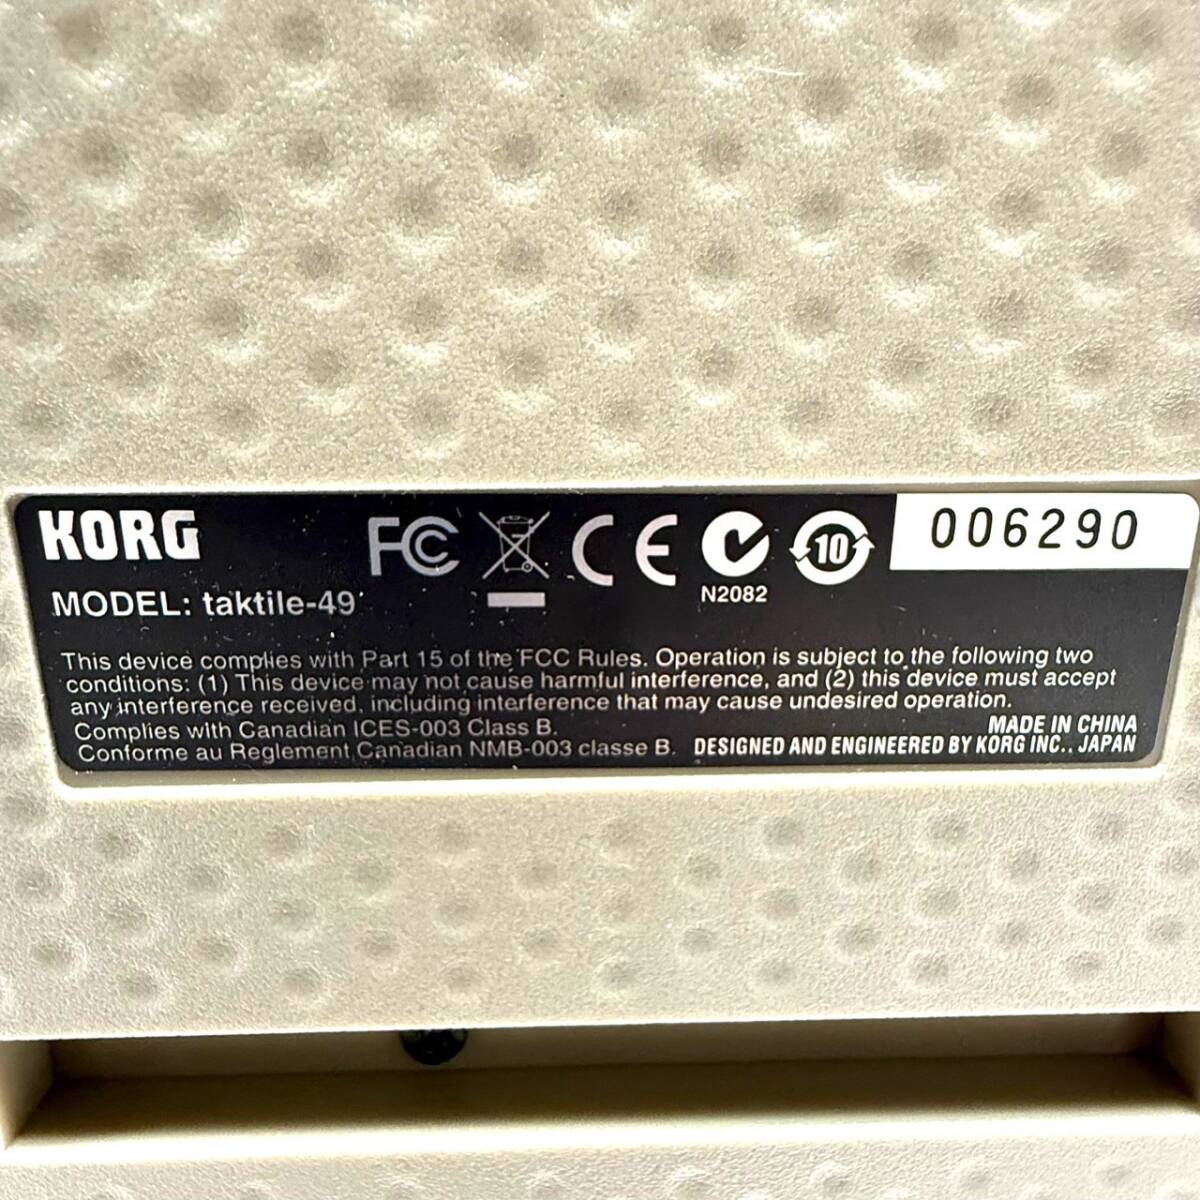 KORG
FC CE 10
006290
N2082
MODEL: taktile-49
This device complies with Part 15 of the FCC Rules. Operation is subject to the following two
conditions: (1) This device may not cause harmful interference, and (2) this device must accept
any interference received, including interference that may cause undesired operation.
Complies with Canadian ICES-003 Class B.
Conforme au Reglement Canadien NMB-003 classe B.
MADE IN CHINA
DESIGNED AND ENGINEERED BY KORG INC., JAPAN